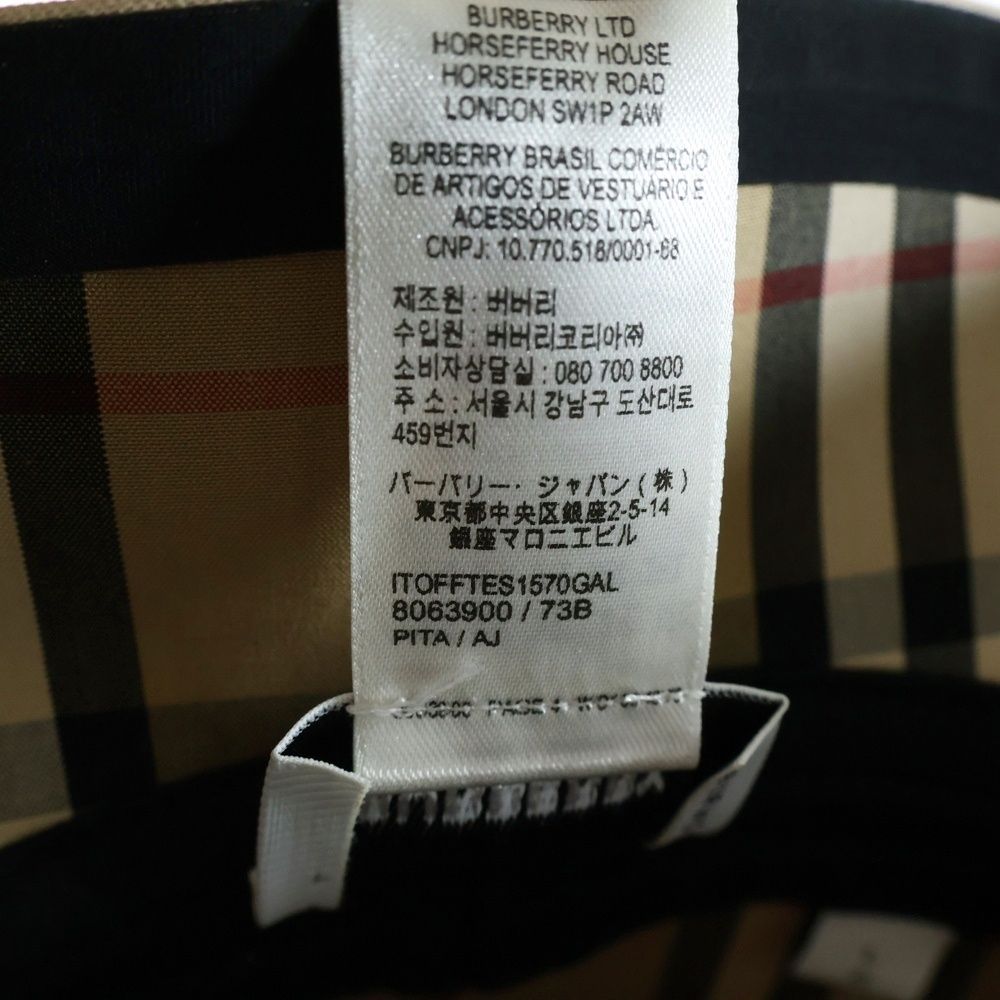 BURBERRY LTD
HORSEFERRY HOUSE
HORSEFERRY ROAD
LONDON SW1P 2AW
BURBERRY BRASIL COMÉRCIO
DE ARTIGOS DE VESTUÁRIO E
ACESSÓRIOS LTDA.
CNPJ: 10.770.518/0001-68
제조원 : 버버리
수입원 : 버버리코리아㈜
소비자상담실 : 080 700 8800
주 소 : 서울시 강남구 도산대로
459번지
バーバリー・ジャパン ( 株 )
東京都中央区銀座2-5-14
銀座マロニエビル
ITOFFTES1570GAL
8063900 / 73B
PITA / AJ